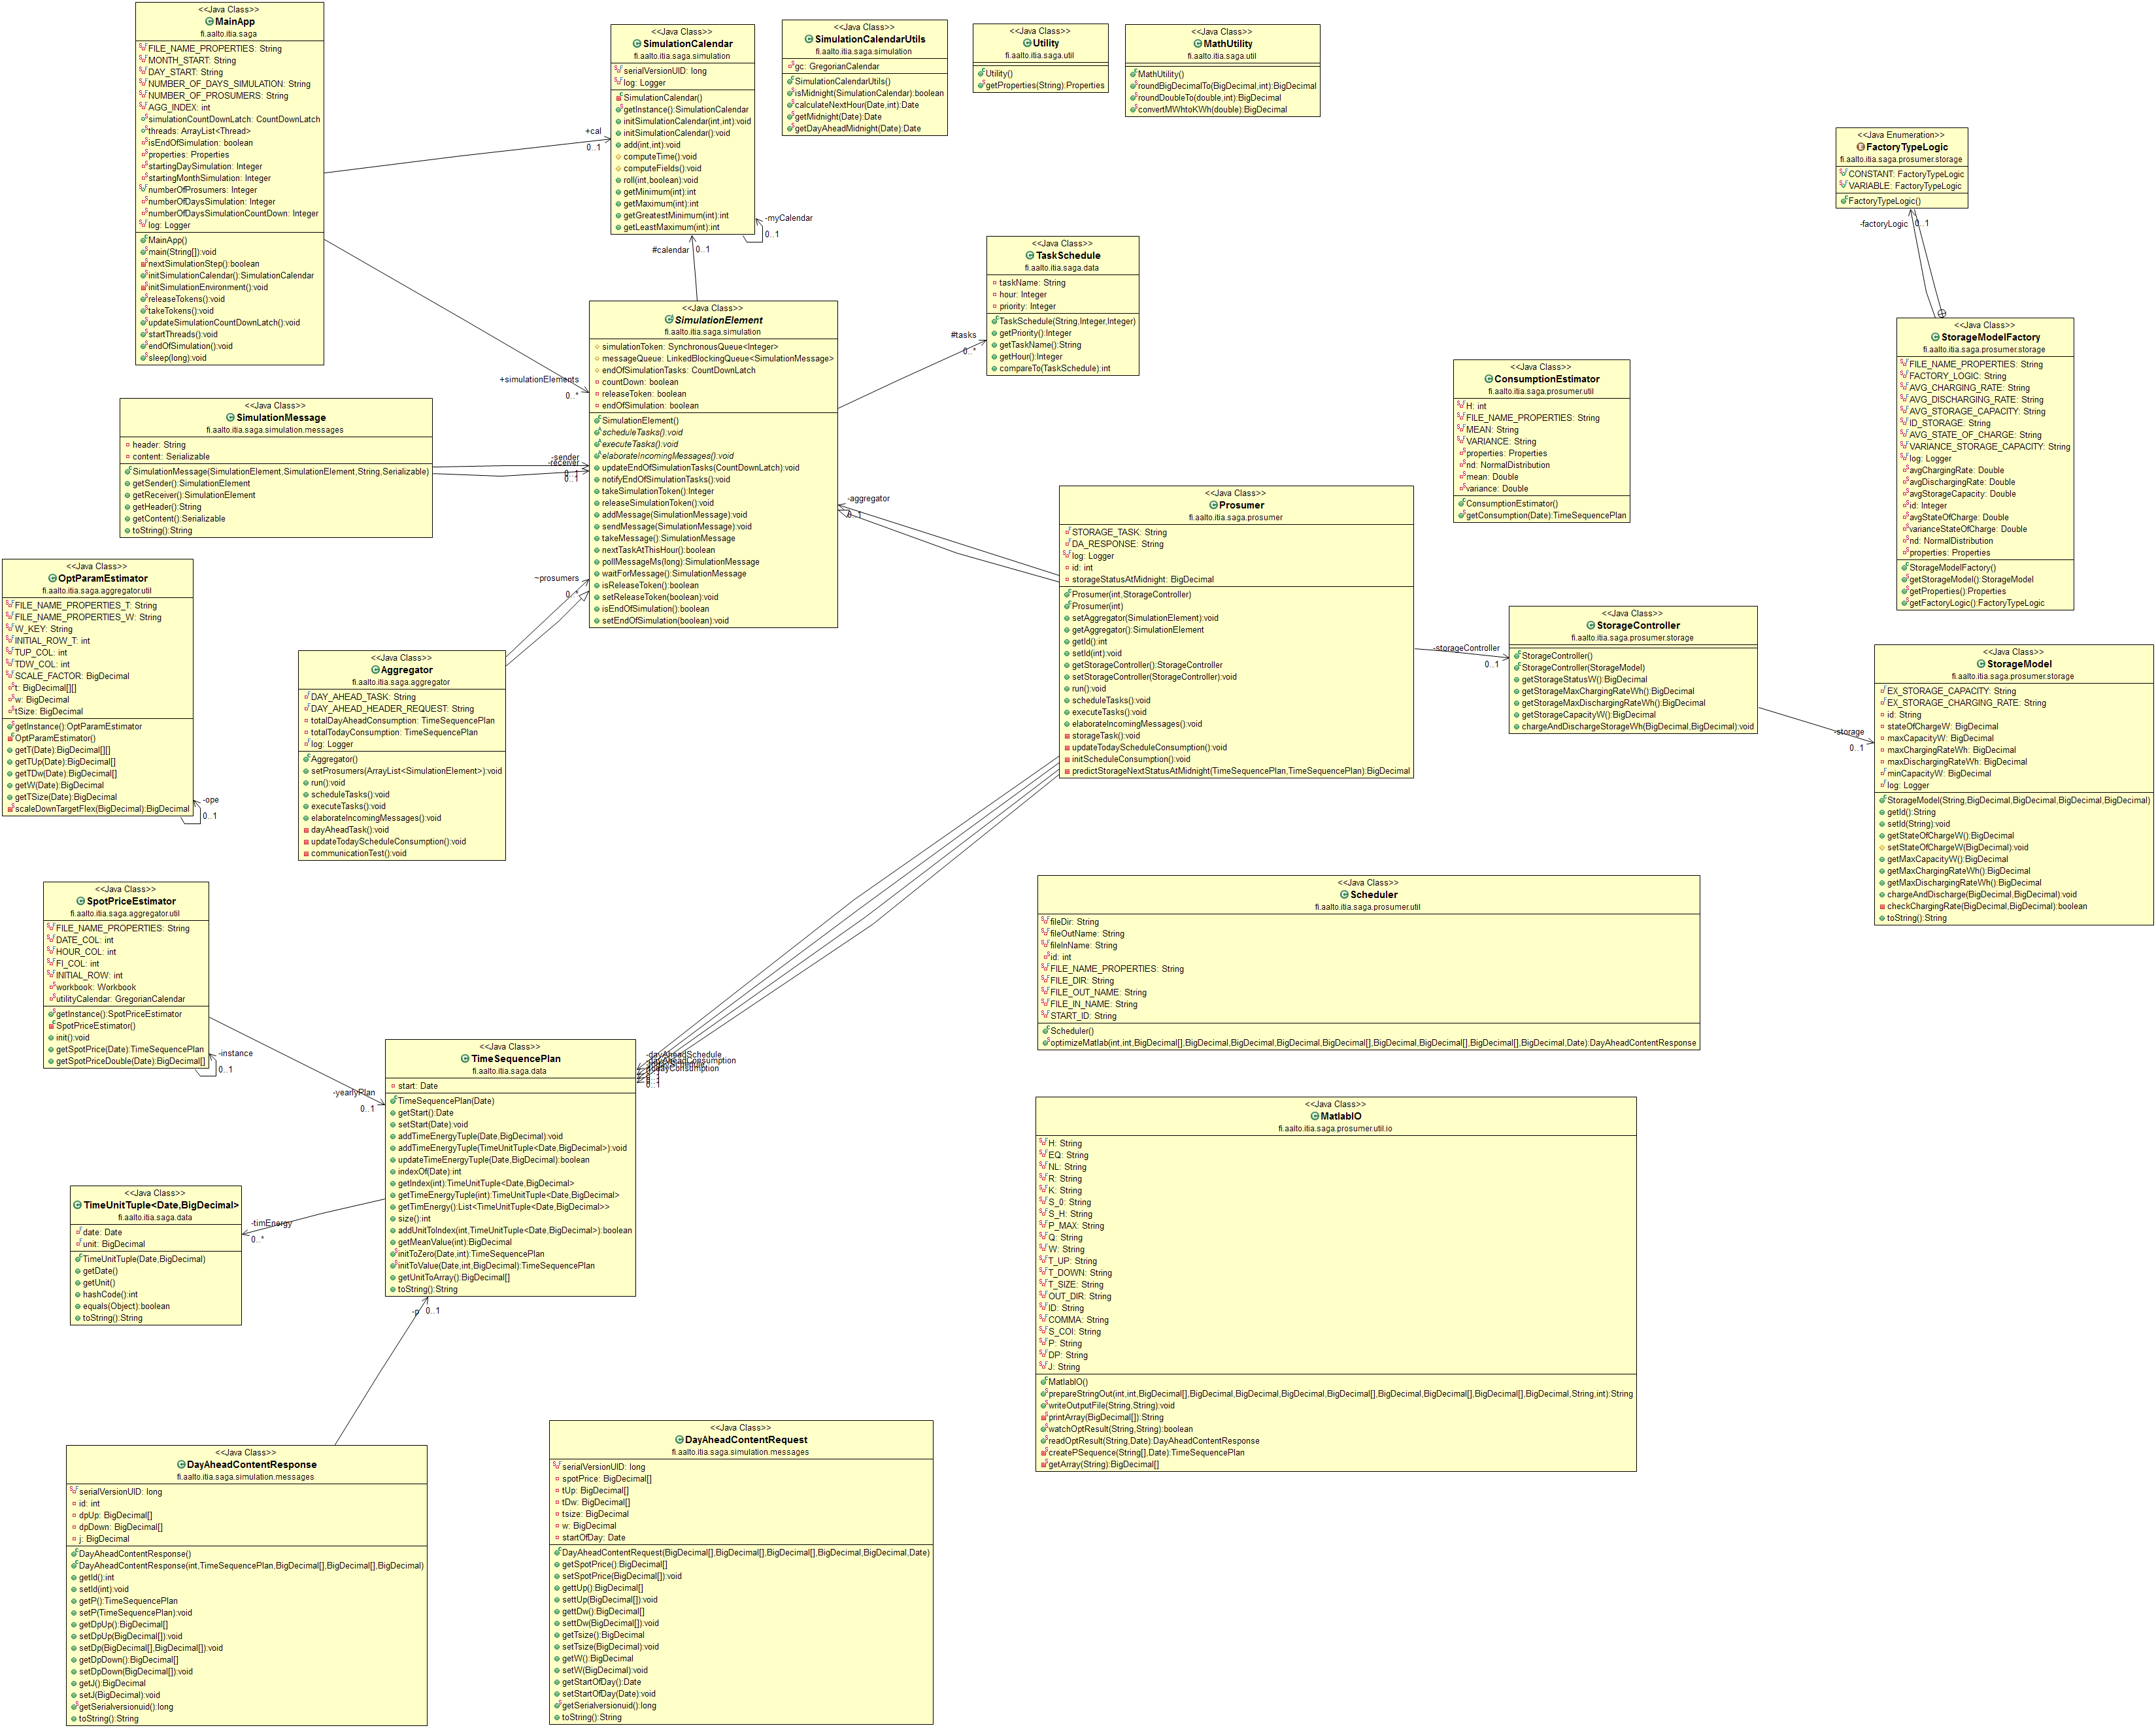 <<Java Class>>
MainApp
fi.aalto.itia.saga
FILE_NAME_PROPERTIES: String
MONTH_START: String
DAY_START: String
NUMBER_OF_DAYS_SIMULATION: String
NUMBER_OF_PROSUMERS: String
AGG_INDEX: int
simulationCountDownLatch: CountDownLatch
threads: ArrayList<Thread>
isEndOfSimulation: boolean
properties: Properties
startingDaySimulation: Integer
startingMonthSimulation: Integer
numberOfProsumers: Integer
numberOfDaysSimulation: Integer
numberOfDaysSimulationCountDown: Integer
log: Logger
MainApp()
main(String[]):void
nextSimulationStep():boolean
initSimulationCalendar():SimulationCalendar
initSimulationEnvironment():void
releaseTokens():void
takeTokens():void
updateSimulationCountDownLatch():void
startThreads():void
endOfSimulation():void
sleep(long):void
<<Java Class>>
SimulationCalendar
fi.aalto.itia.saga.simulation
serialVersionUID: long
log: Logger
SimulationCalendar()
getInstance():SimulationCalendar
initSimulationCalendar(int,int):void
initSimulationCalendar():void
add(int,int):void
computeTime():void
computeFields():void
roll(int,boolean):void
getMinimum(int):int
getMaximum(int):int
getGreatestMinimum(int):int
getLeastMaximum(int):int
+cal
0..1
-myCalendar
0..1
#calendar
0..1
<<Java Class>>
SimulationCalendarUtils
fi.aalto.itia.saga.simulation
gc: GregorianCalendar
SimulationCalendarUtils()
isMidnight(SimulationCalendar):boolean
calculateNextHour(Date,int):Date
getMidnight(Date):Date
getDayAheadMidnight(Date):Date
<<Java Class>>
Utility
fi.aalto.itia.saga.util
Utility()
getProperties(String):Properties
<<Java Class>>
MathUtility
fi.aalto.itia.saga.util
MathUtility()
roundBigDecimalTo(BigDecimal,int):BigDecimal
roundDoubleTo(double,int):BigDecimal
convertMWhtoKWh(double):BigDecimal
<<Java Enumeration>>
FactoryTypeLogic
fi.aalto.itia.saga.prosumer.storage
CONSTANT: FactoryTypeLogic
VARIABLE: FactoryTypeLogic
FactoryTypeLogic()
-factoryLogic
0..1
<<Java Class>>
TaskSchedule
fi.aalto.itia.saga.data
taskName: String
hour: Integer
priority: Integer
TaskSchedule(String,Integer,Integer)
getPriority():Integer
getTaskName():String
getHour():Integer
compareTo(TaskSchedule):int
#tasks
0..*
<<Java Class>>
SimulationElement
fi.aalto.itia.saga.simulation
simulationToken: SynchronousQueue<Integer>
messageQueue: LinkedBlockingQueue<SimulationMessage>
endOfSimulationTasks: CountDownLatch
countDown: boolean
releaseToken: boolean
endOfSimulation: boolean
SimulationElement()
scheduleTasks():void
executeTasks():void
elaborateIncomingMessages():void
updateEndOfSimulationTasks(CountDownLatch):void
notifyEndOfSimulationTasks():void
takeSimulationToken():Integer
releaseSimulationToken():void
addMessage(SimulationMessage):void
sendMessage(SimulationMessage):void
takeMessage():SimulationMessage
nextTaskAtThisHour():boolean
pollMessageMs(long):SimulationMessage
waitForMessage():SimulationMessage
isReleaseToken():boolean
setReleaseToken(boolean):void
isEndOfSimulation():boolean
setEndOfSimulation(boolean):void
+simulationElements
0..*
<<Java Class>>
SimulationMessage
fi.aalto.itia.saga.simulation.messages
header: String
content: Serializable
SimulationMessage(SimulationElement,SimulationElement,String,Serializable)
getSender():SimulationElement
getReceiver():SimulationElement
getHeader():String
getContent():Serializable
toString():String
-sender
-receiver
0..1
0..1
<<Java Class>>
StorageModelFactory
fi.aalto.itia.saga.prosumer.storage
FILE_NAME_PROPERTIES: String
FACTORY_LOGIC: String
AVG_CHARGING_RATE: String
AVG_DISCHARGING_RATE: String
AVG_STORAGE_CAPACITY: String
ID_STORAGE: String
AVG_STATE_OF_CHARGE: String
VARIANCE_STORAGE_CAPACITY: String
log: Logger
avgChargingRate: Double
avgDischargingRate: Double
avgStorageCapacity: Double
id: Integer
avgStateOfCharge: Double
varianceStateOfCharge: Double
nd: NormalDistribution
properties: Properties
StorageModelFactory()
getStorageModel():StorageModel
getProperties():Properties
getFactoryLogic():FactoryTypeLogic
<<Java Class>>
ConsumptionEstimator
fi.aalto.itia.saga.prosumer.util
H: int
FILE_NAME_PROPERTIES: String
MEAN: String
VARIANCE: String
properties: Properties
nd: NormalDistribution
mean: Double
variance: Double
ConsumptionEstimator()
getConsumption(Date):TimeSequencePlan
<<Java Class>>
Prosumer
fi.aalto.itia.saga.prosumer
STORAGE_TASK: String
DA_RESPONSE: String
log: Logger
id: int
storageStatusAtMidnight: BigDecimal
Prosumer(int,StorageController)
Prosumer(int)
setAggregator(SimulationElement):void
getAggregator():SimulationElement
getId():int
setId(int):void
getStorageController():StorageController
setStorageController(StorageController):void
run():void
scheduleTasks():void
executeTasks():void
elaborateIncomingMessages():void
storageTask():void
updateTodayScheduleConsumption():void
initScheduleConsumption():void
predictStorageNextStatusAtMidnight(TimeSequencePlan,TimeSequencePlan):BigDecimal
-aggregator
0..1
<<Java Class>>
OptParamEstimator
fi.aalto.itia.saga.aggregator.util
FILE_NAME_PROPERTIES_T: String
FILE_NAME_PROPERTIES_W: String
W_KEY: String
INITIAL_ROW_T: int
TUP_COL: int
TDW_COL: int
SCALE_FACTOR: BigDecimal
t: BigDecimal[][]
w: BigDecimal
tSize: BigDecimal
getInstance():OptParamEstimator
OptParamEstimator()
getT(Date):BigDecimal[][]
getTUp(Date):BigDecimal[]
getTDw(Date):BigDecimal[]
getW(Date):BigDecimal
getTSize(Date):BigDecimal
scaleDownTargetFlex(BigDecimal):BigDecimal
-ope
0..1
~prosumers
0..*
<<Java Class>>
Aggregator
fi.aalto.itia.saga.aggregator
DAY_AHEAD_TASK: String
DAY_AHEAD_HEADER_REQUEST: String
totalDayAheadConsumption: TimeSequencePlan
totalTodayConsumption: TimeSequencePlan
log: Logger
Aggregator()
setProsumers(ArrayList<SimulationElement>):void
run():void
scheduleTasks():void
executeTasks():void
elaborateIncomingMessages():void
dayAheadTask():void
updateTodayScheduleConsumption():void
communicationTest():void
<<Java Class>>
StorageController
fi.aalto.itia.saga.prosumer.storage
StorageController()
StorageController(StorageModel)
getStorageStatusW():BigDecimal
getStorageMaxChargingRateWh():BigDecimal
getStorageMaxDischargingRateWh():BigDecimal
getStorageCapacityW():BigDecimal
chargeAndDischargeStorageWh(BigDecimal,BigDecimal):void
-storageController
0..1
<<Java Class>>
StorageModel
fi.aalto.itia.saga.prosumer.storage
EX_STORAGE_CAPACITY: String
EX_STORAGE_CHARGING_RATE: String
id: String
stateOfChargeW: BigDecimal
maxCapacityW: BigDecimal
maxChargingRateWh: BigDecimal
maxDischargingRateWh: BigDecimal
minCapacityW: BigDecimal
log: Logger
StorageModel(String,BigDecimal,BigDecimal,BigDecimal,BigDecimal)
getId():String
setId(String):void
getStateOfChargeW():BigDecimal
setStateOfChargeW(BigDecimal):void
getMaxCapacityW():BigDecimal
getMaxChargingRateWh():BigDecimal
getMaxDischargingRateWh():BigDecimal
chargeAndDischarge(BigDecimal,BigDecimal):void
checkChargingRate(BigDecimal,BigDecimal):boolean
toString():String
-storage
0..1
<<Java Class>>
SpotPriceEstimator
fi.aalto.itia.saga.aggregator.util
FILE_NAME_PROPERTIES: String
DATE_COL: int
HOUR_COL: int
FI_COL: int
INITIAL_ROW: int
workbook: Workbook
utilityCalendar: GregorianCalendar
getInstance():SpotPriceEstimator
SpotPriceEstimator()
init():void
getSpotPrice(Date):TimeSequencePlan
getSpotPriceDouble(Date):BigDecimal[]
-instance
0..1
-yearlyPlan
0..1
<<Java Class>>
Scheduler
fi.aalto.itia.saga.prosumer.util
fileDir: String
fileOutName: String
fileInName: String
id: int
FILE_NAME_PROPERTIES: String
FILE_DIR: String
FILE_OUT_NAME: String
FILE_IN_NAME: String
START_ID: String
Scheduler()
optimizeMatlab(int,int,BigDecimal[],BigDecimal,BigDecimal,BigDecimal,BigDecimal[],BigDecimal,BigDecimal[],BigDecimal[],BigDecimal,Date):DayAheadContentResponse
<<Java Class>>
TimeSequencePlan
fi.aalto.itia.saga.data
start: Date
TimeSequencePlan(Date)
getStart():Date
setStart(Date):void
addTimeEnergyTuple(Date,BigDecimal):void
addTimeEnergyTuple(TimeUnitTuple<Date,BigDecimal>):void
updateTimeEnergyTuple(Date,BigDecimal):boolean
indexOf(Date):int
getIndex(int):TimeUnitTuple<Date,BigDecimal>
getTimeEnergyTuple(int):TimeUnitTuple<Date,BigDecimal>
getTimEnergy():List<TimeUnitTuple<Date,BigDecimal>>
size():int
addUnitToIndex(int,TimeUnitTuple<Date,BigDecimal>):boolean
getMeanValue(int):BigDecimal
initToZero(Date,int):TimeSequencePlan
initToValue(Date,int,BigDecimal):TimeSequencePlan
getUnitToArray():BigDecimal[]
toString():String
-dayAheadSchedule
-dayAheadConsumption
0..1
<<Java Class>>
TimeUnitTuple<Date,BigDecimal>
fi.aalto.itia.saga.data
date: Date
unit: BigDecimal
TimeUnitTuple(Date,BigDecimal)
getDate()
getUnit()
hashCode():int
equals(Object):boolean
toString():String
-timEnergy
0..*
-p
0..1
<<Java Class>>
MatlabIO
fi.aalto.itia.saga.prosumer.util.io
H: String
EQ: String
NL: String
R: String
K: String
S_0: String
S_H: String
P_MAX: String
Q: String
W: String
T_UP: String
T_DOWN: String
T_SIZE: String
OUT_DIR: String
ID: String
COMMA: String
S_COI: String
P: String
DP: String
J: String
MatlabIO()
prepareStringOut(int,int,BigDecimal[],BigDecimal,BigDecimal,BigDecimal,BigDecimal[],BigDecimal,BigDecimal[],BigDecimal[],BigDecimal,String,int):String
writeOutputFile(String,String):void
printArray(BigDecimal[]):String
watchOptResult(String,String):boolean
readOptResult(String,Date):DayAheadContentResponse
createPSequence(String[],Date):TimeSequencePlan
getArray(String):BigDecimal[]
<<Java Class>>
DayAheadContentResponse
fi.aalto.itia.saga.simulation.messages
serialVersionUID: long
id: int
dpUp: BigDecimal[]
dpDown: BigDecimal[]
j: BigDecimal
DayAheadContentResponse()
DayAheadContentResponse(int,TimeSequencePlan,BigDecimal[],BigDecimal[],BigDecimal)
getId():int
setId(int):void
getP():TimeSequencePlan
setP(TimeSequencePlan):void
getDpUp():BigDecimal[]
setDpUp(BigDecimal[]):void
setDp(BigDecimal[],BigDecimal[]):void
getDpDown():BigDecimal[]
setDpDown(BigDecimal[]):void
getJ():BigDecimal
setJ(BigDecimal):void
getSerialversionuid():long
toString():String
<<Java Class>>
DayAheadContentRequest
fi.aalto.itia.saga.simulation.messages
serialVersionUID: long
spotPrice: BigDecimal[]
tUp: BigDecimal[]
tDw: BigDecimal[]
tsize: BigDecimal
w: BigDecimal
startOfDay: Date
DayAheadContentRequest(BigDecimal[],BigDecimal[],BigDecimal[],BigDecimal,BigDecimal,Date)
getSpotPrice():BigDecimal[]
setSpotPrice(BigDecimal[]):void
gettUp():BigDecimal[]
settUp(BigDecimal[]):void
gettDw():BigDecimal[]
settDw(BigDecimal[]):void
getTsize():BigDecimal
setTsize(BigDecimal):void
getW():BigDecimal
setW(BigDecimal):void
getStartOfDay():Date
setStartOfDay(Date):void
getSerialversionuid():long
toString():String